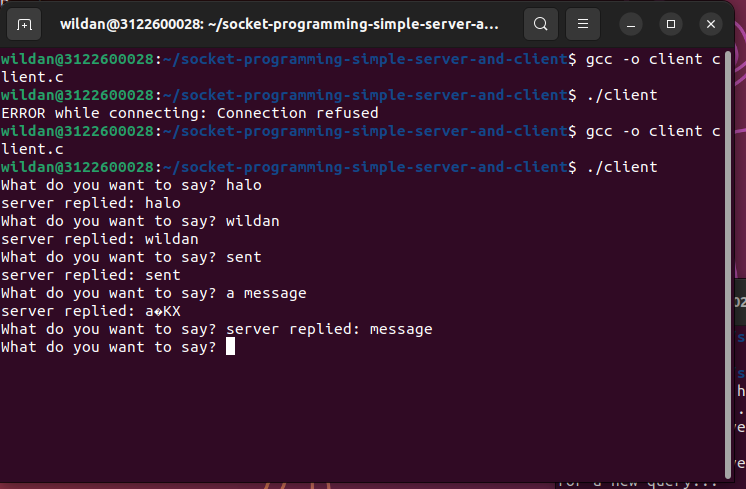 wildan@3122600028: ~/socket-programming-simple-server-a...
wildan@3122600028:~/socket-programming-simple-server-and-client$ gcc -o client c
lient.c
wildan@3122600028:~/socket-programming-simple-server-and-client$ ./client
ERROR while connecting: Connection refused
wildan@3122600028:~/socket-programming-simple-server-and-client$ gcc -o client c
lient.c
wildan@3122600028:~/socket-programming-simple-server-and-client$ ./client
What do you want to say? halo
server replied: halo
What do you want to say? wildan
server replied: wildan
What do you want to say? sent
server replied: sent
What do you want to say? a message
server replied: a�KX
What do you want to say? server replied: message
What do you want to say?
for a new query...